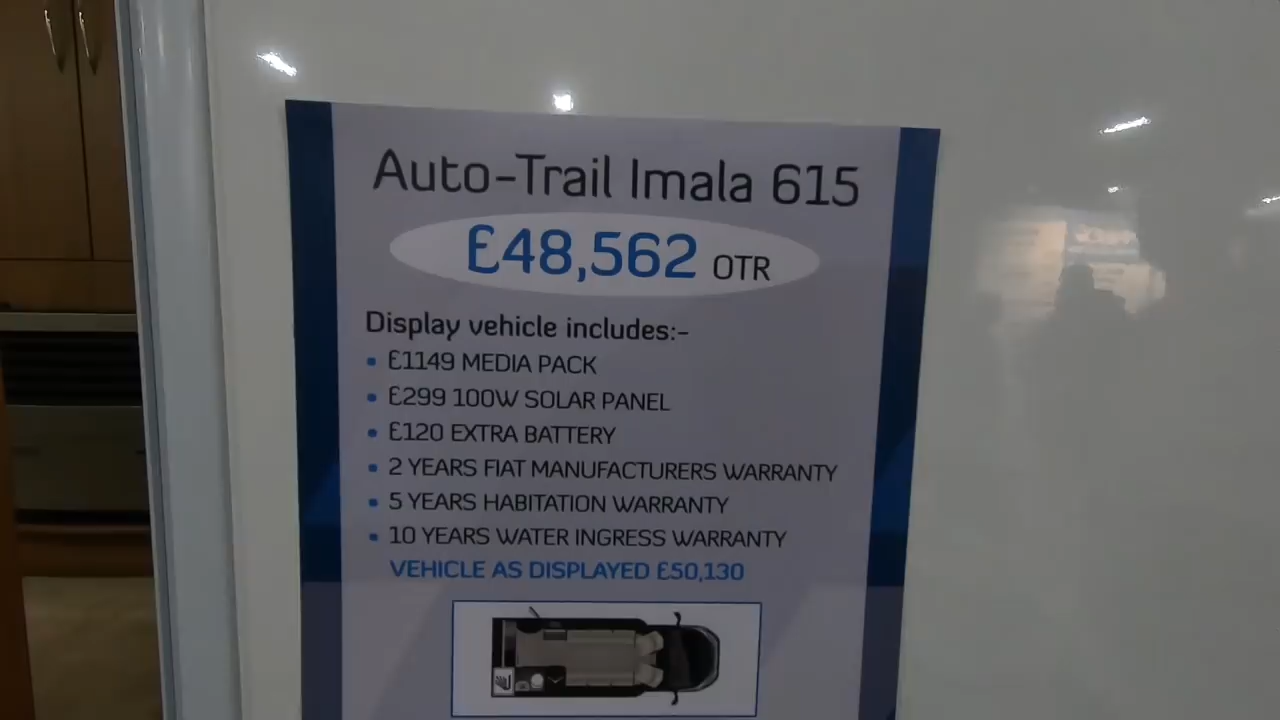 Auto-Trail Imala 615
£48,562 OTR
Display vehicle includes:-
• £1149 MEDIA PACK
• £299 100W SOLAR PANEL
• £120 EXTRA BATTERY
• 2 YEARS FIAT MANUFACTURERS WARRANTY
• 5 YEARS HABITATION WARRANTY
• 10 YEARS WATER INGRESS WARRANTY
VEHICLE AS DISPLAYED £50,130